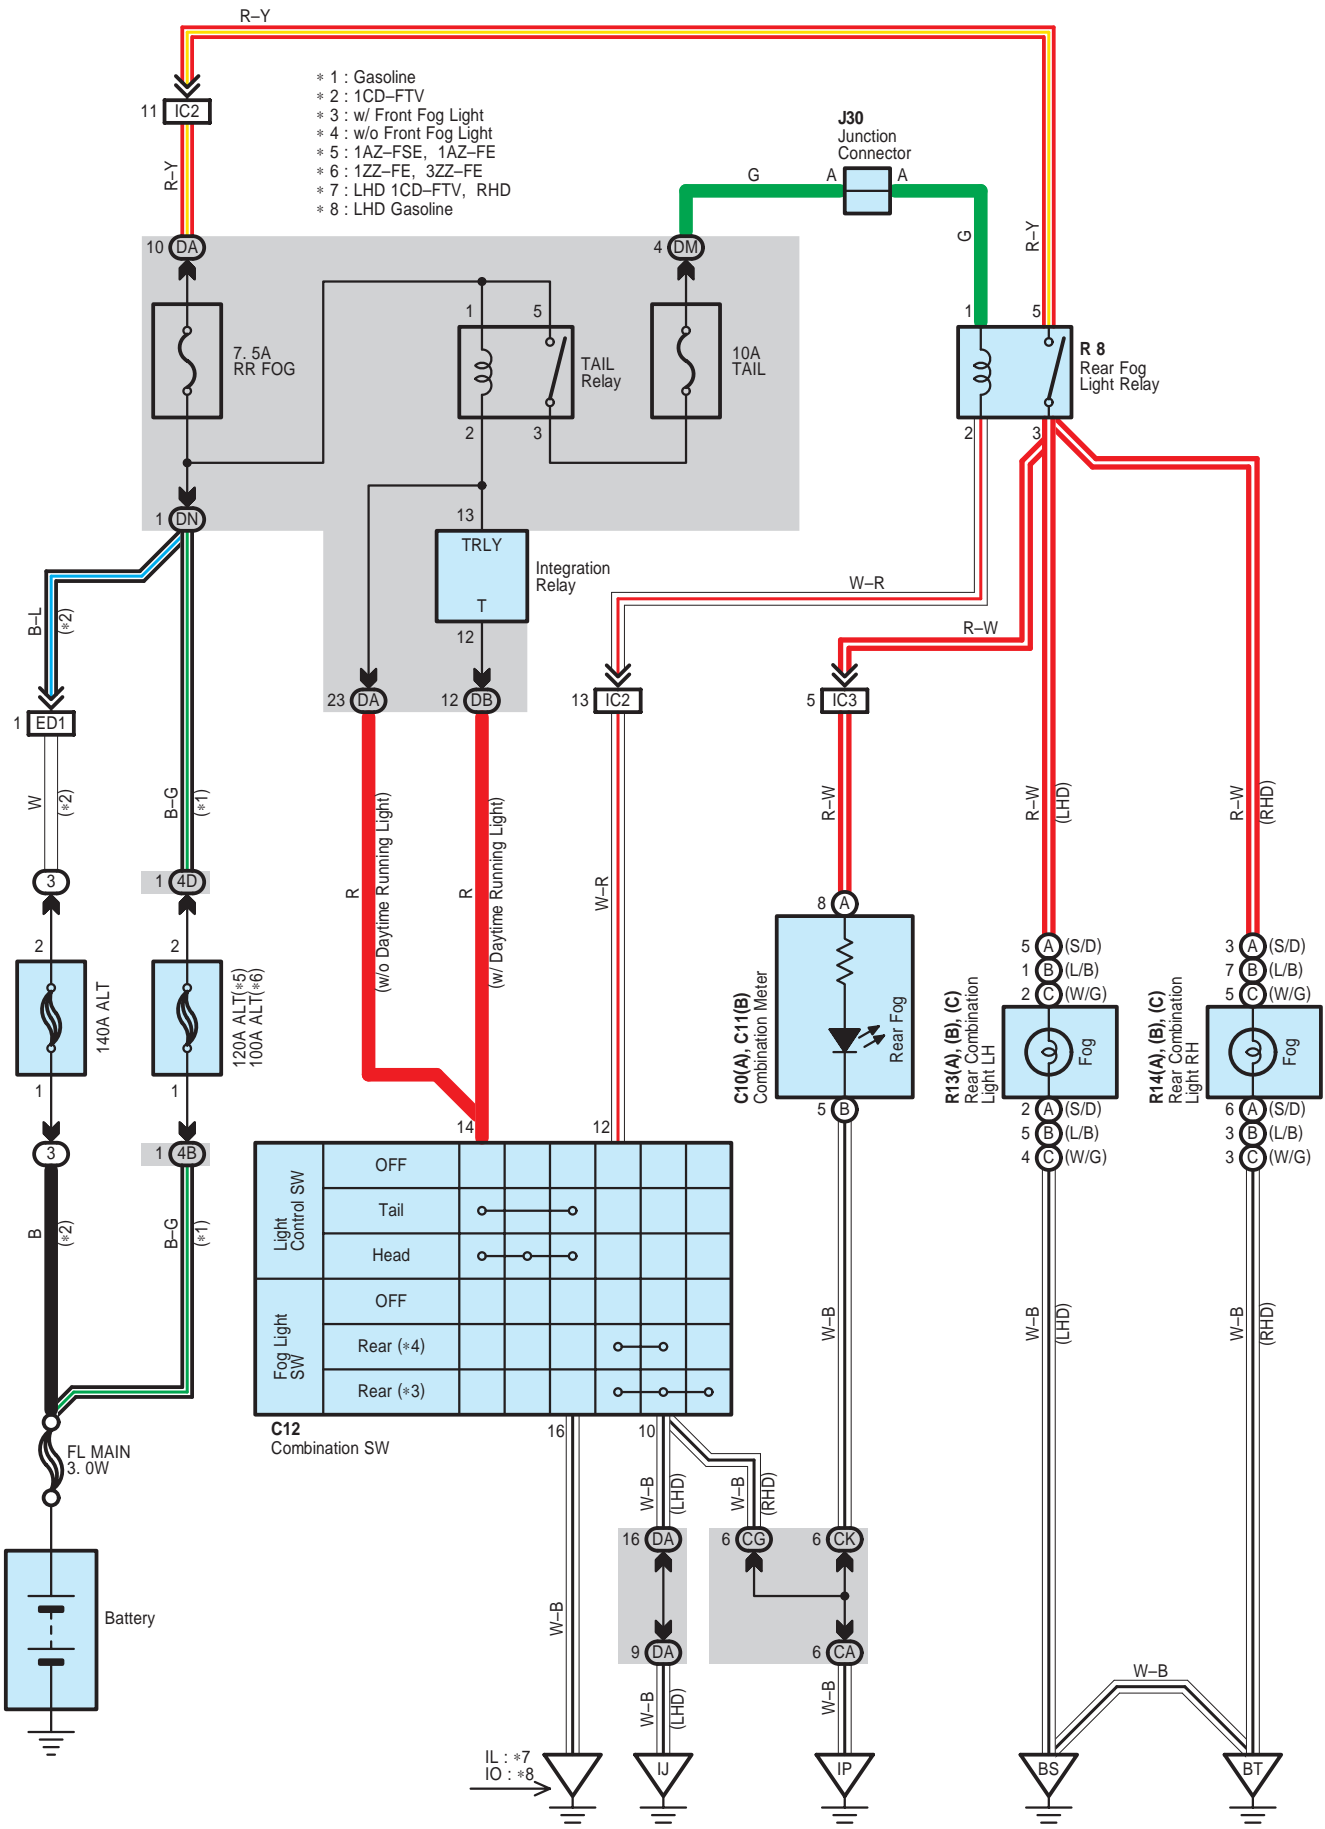 R–Y
∗ 1 : Gasoline
∗ 2 : 1CD–FTV
∗ 3 : w/ Front Fog Light
∗ 4 : w/o Front Fog Light
∗ 5 : 1AZ–FSE, 1AZ–FE
∗ 6 : 1ZZ–FE, 3ZZ–FE
∗ 7 : LHD 1CD–FTV, RHD
∗ 8 : LHD Gasoline
11 IC2
R–Y
J30
Junction
Connector
G A A
G
R–Y
10 DA
4 DM
7. 5A
RR FOG
1 5
TAIL
Relay
2 3
10A
TAIL
1 5
R 8
Rear Fog
Light Relay
2 3
1 DN
13
TRLY
T
12
Integration
Relay
W–R
R–W
B–L
(∗2)
1 ED1
23 DA
12 DB
13 IC2
5 IC3
W
(∗2)
B–G
(∗1)
R
(w/o Daytime Running Light)
R
(w/ Daytime Running Light)
W–R
R–W
R–W
(LHD)
R–W
(RHD)
3
1 4D
2
140A ALT
1
3
2
120A ALT(∗5)
100A ALT(∗6)
1
1 4B
8 A
C10(A), C11(B)
Combination Meter
Rear Fog
5 B
5 A (S/D)
1 B (L/B)
2 C (W/G)
R13(A), (B), (C)
Rear Combination
Light LH
Fog
2 A (S/D)
5 B (L/B)
4 C (W/G)
3 A (S/D)
7 B (L/B)
5 C (W/G)
R14(A), (B), (C)
Rear Combination
Light RH
Fog
6 A (S/D)
3 B (L/B)
3 C (W/G)
14 12
Light
Control SW
OFF
Tail
Head
Fog Light
SW
OFF
Rear (∗4)
Rear (∗3)
C12
Combination SW
16 10
B
(∗2)
B–G
(∗1)
FL MAIN
3. 0W
Battery
W–B
W–B
(LHD)
W–B
(RHD)
W–B
W–B
(LHD)
W–B
(RHD)
16 DA
6 CG
6 CK
9 DA
6 CA
W–B
(LHD)
W–B
W–B
IL : ∗7
IO : ∗8
IJ
IP
BS
BT